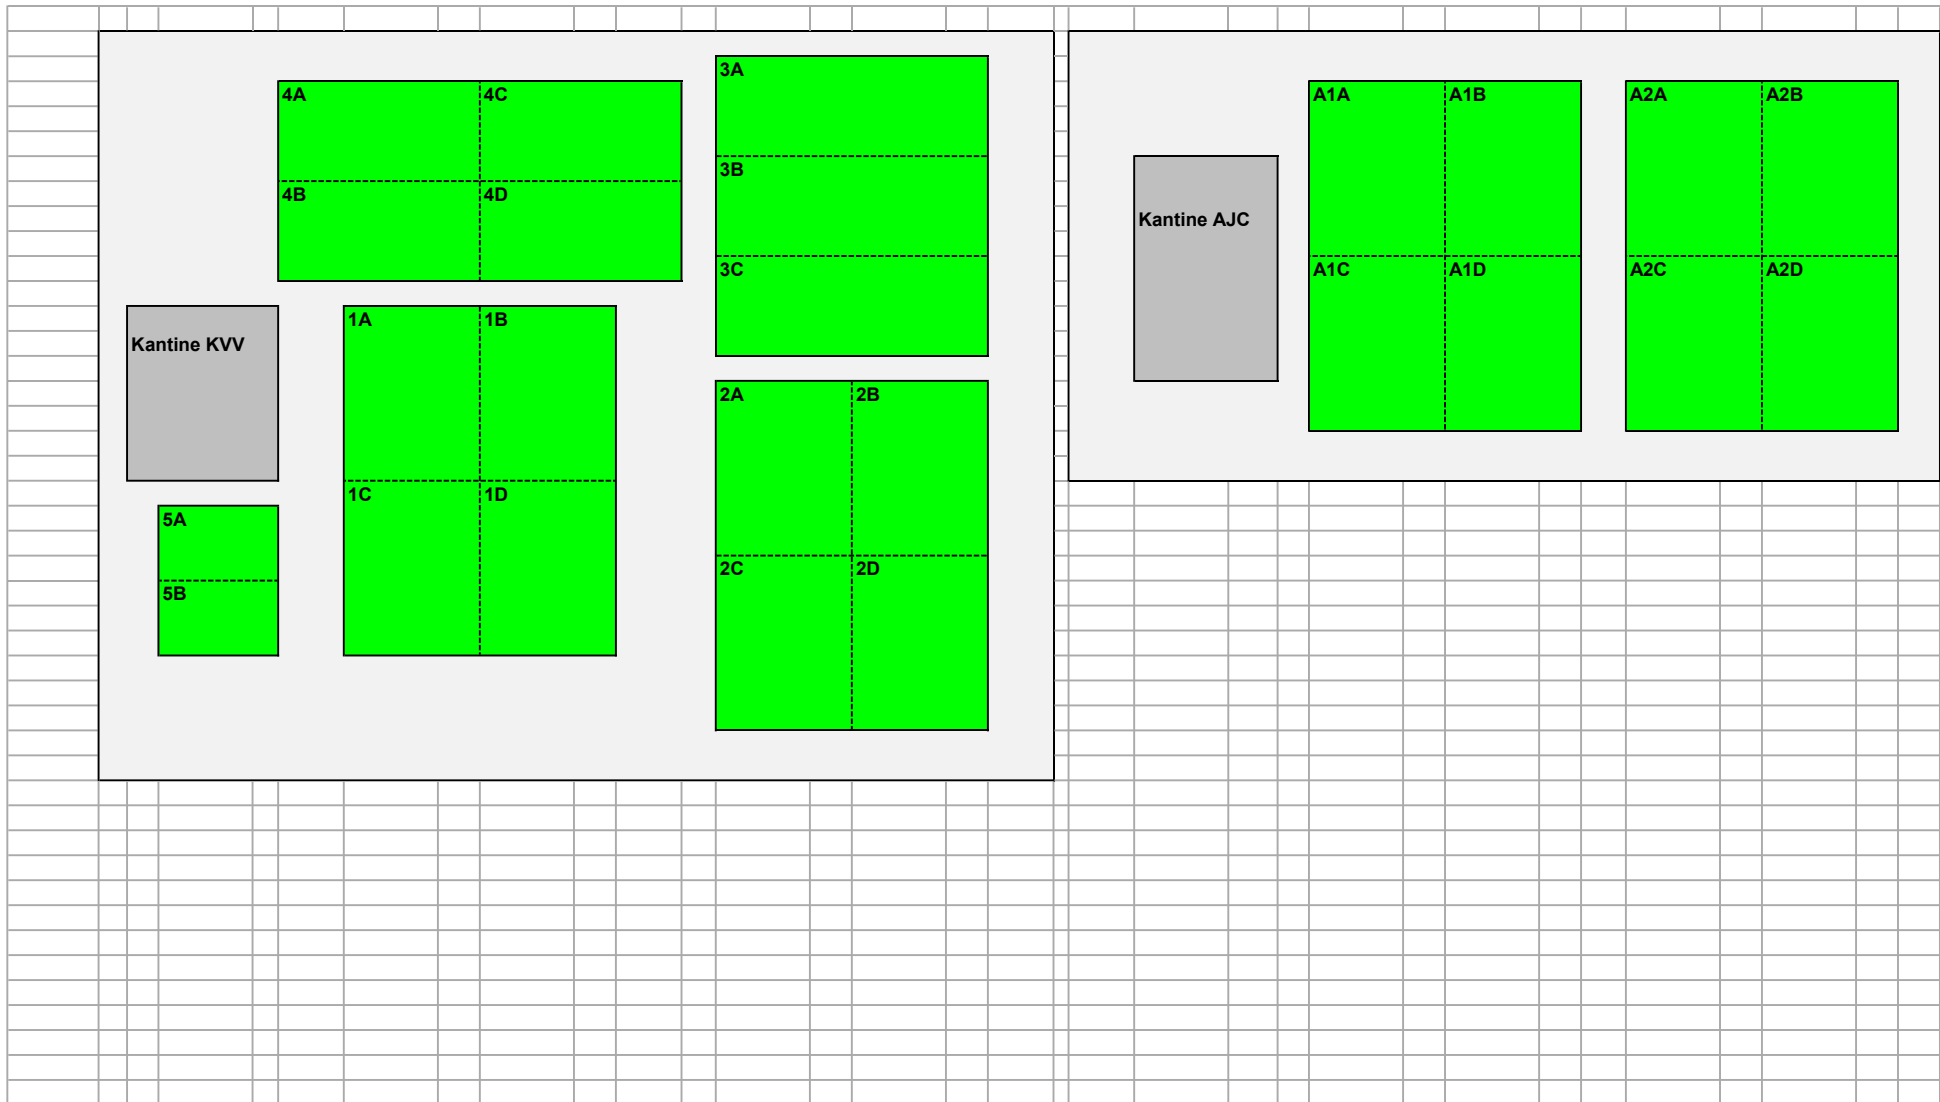 3A
4A
4C
A1A
A1B
A2A
A2B
3B
4B
4D
Kantine AJC
3C
A1C
A1D
A2C
A2D
1A
1B
Kantine KVV
2A
2B
1C
1D
5A
2C
2D
5B